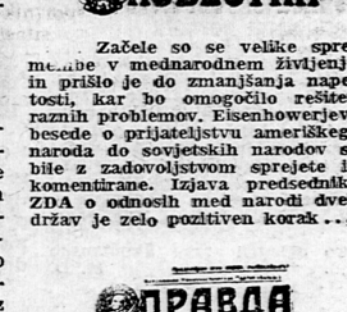 Začele so se velike spre
membe v mednarodnem življenj
in prišlo je do zmanjšanja nape
tosti, kar bo omogočilo rešite
raznih problemov. Eisenhowerjev
besede o prijateljstvu ameriškeg
naroda do sovjetskih narodov s
bile z zadovoljstvom sprejete i
komentirane. Izjava predsednik
ZDA o odnosih med narodi dve
držav je zelo pozitiven korak ...
ПРАВДА